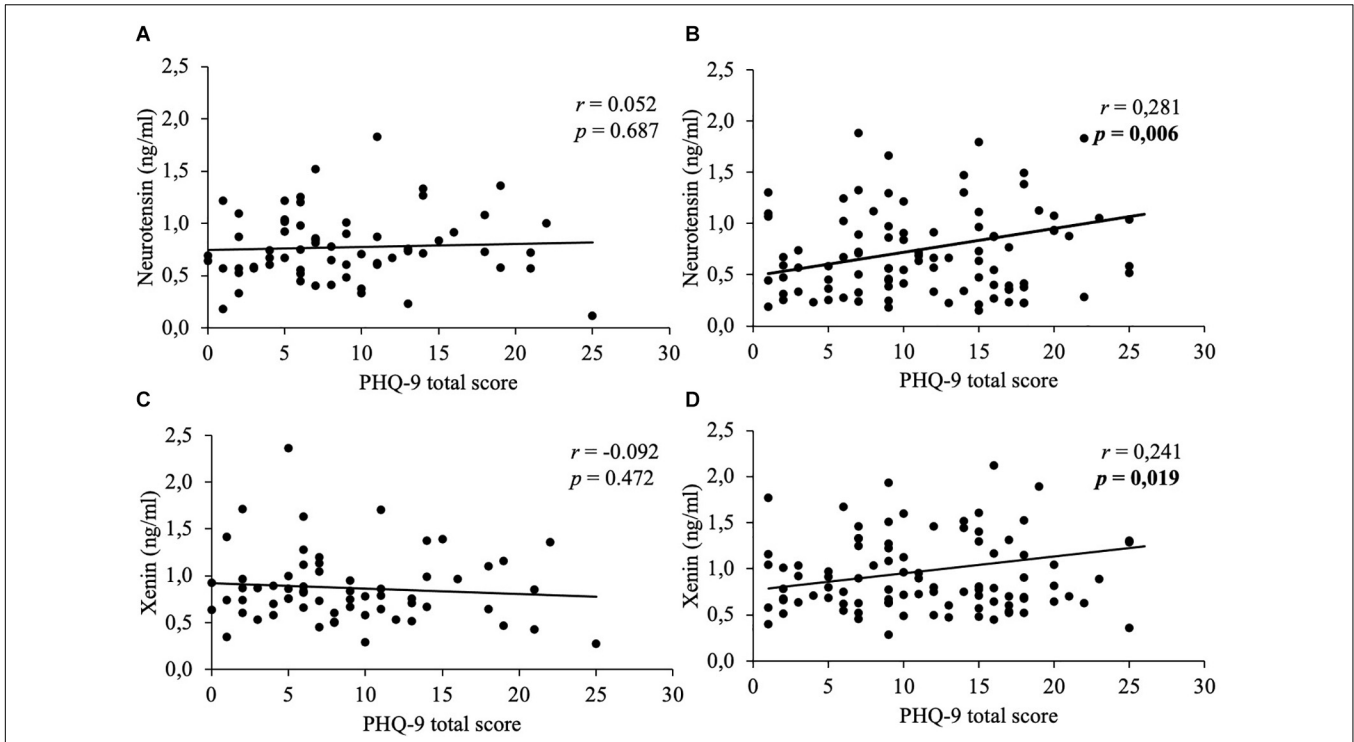 A
2,5
2,0
1,5
1,0
0,5
0,0
Neurotensin (ng/ml)
r = 0.052
p = 0.687
0 5 10 15 20 25 30
PHQ-9 total score
B
2,5
2,0
1,5
1,0
0,5
0,0
Neurotensin (ng/ml)
r = 0,281
p = 0,006
0 5 10 15 20 25 30
PHQ-9 total score
C
2,5
2,0
1,5
1,0
0,5
0,0
Xenin (ng/ml)
r = -0.092
p = 0.472
0 5 10 15 20 25 30
PHQ-9 total score
D
2,5
2,0
1,5
1,0
0,5
0,0
Xenin (ng/ml)
r = 0,241
p = 0,019
0 5 10 15 20 25 30
PHQ-9 total score